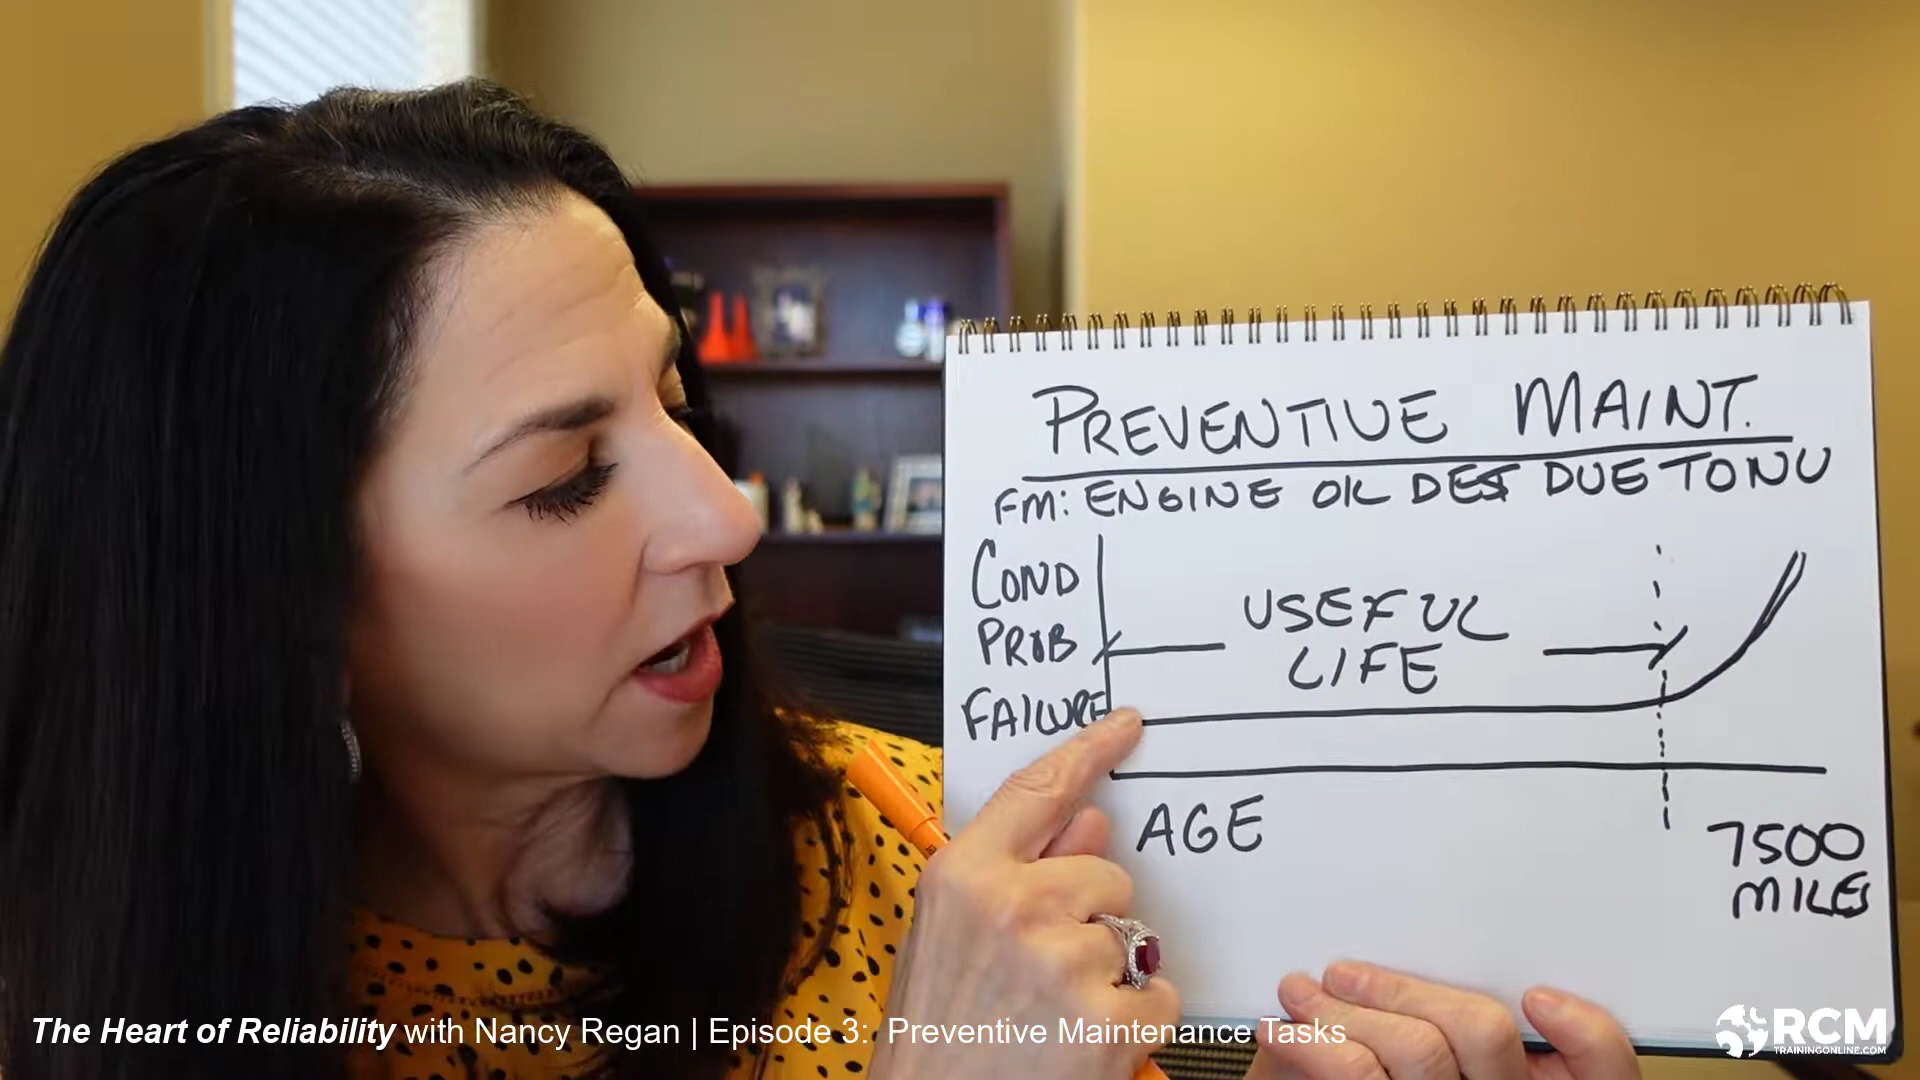 PREVENTIVE MAINT.
FM: ENGINE OIL DEST DUE TO NU
COND
PROB
FAILURE
USEFUL
LIFE
AGE
7500
MILES
The Heart of Reliability with Nancy Regan | Episode 3: Preventive Maintenance Tasks
RCM
TRAININGONLINE.COM